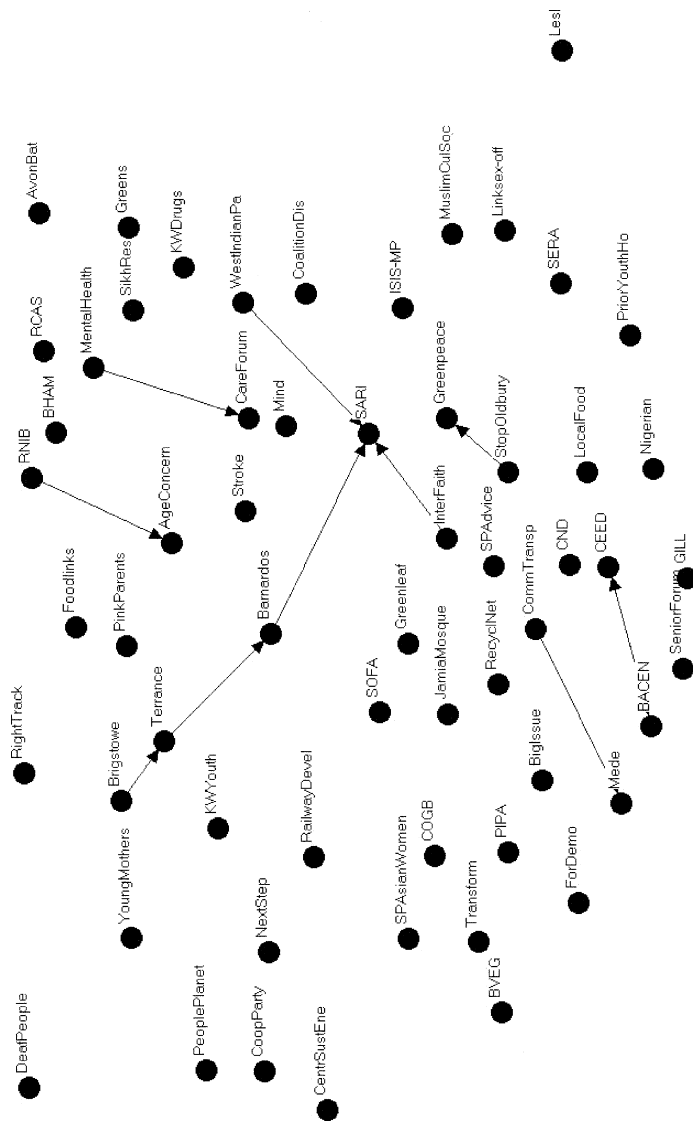 DeafPeople
RightTrack
RNIB
AvonBat
RCAS
BHAM
Foodlinks
MentalHealth
Brigstowe
PinkParents
YoungMothers
SikhRes
Greens
Terrance
AgeConcern
KWDrugs
PeoplePlanet
KWYouth
WestIndianPa
Stroke
CareForum
CoopParty
NextStep
Barnardos
Mind
CoalitionDis
RailwayDevel
CentrSustEne
SARI
SOFA
ISIS-MP
SPAsianWomen
Greenleaf
COGB
JamiaMosque
InterFaith
Greenpeace
MuslimCulSoc
Transform
SPAdvice
RecyclNet
BVEG
Linksex-off
PIPA
StopOldbury
CommTransp
BigIssue
SERA
Lesl
CND
ForDemo
LocalFood
CEED
Mede
PriorYouthHo
BACEN
Nigerian
SeniorForum
GILL